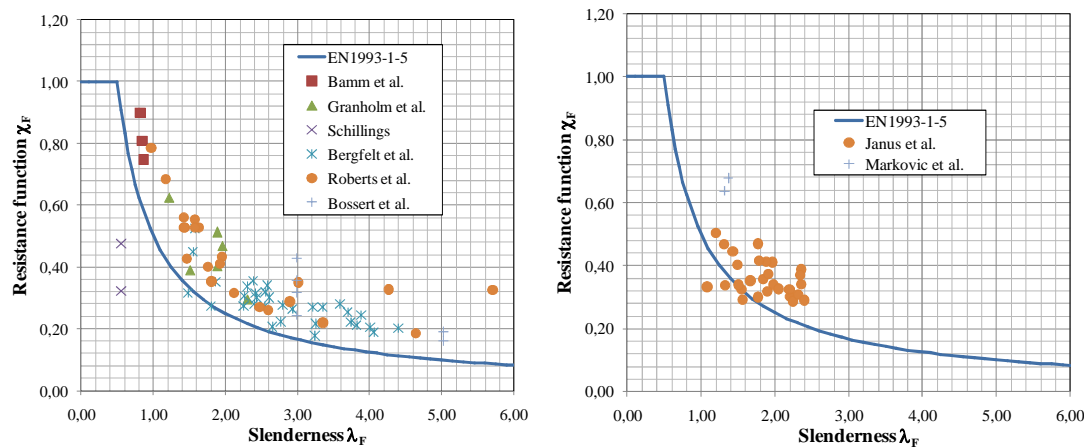 1,20
1,00
0,80
0,60
0,40
0,20
0,00
Resistance function χF
EN1993-1-5
Bamm et al.
Granholm et al.
Schillings
Bergfelt et al.
Roberts et al.
Bossert et al.
0,00 1,00 2,00 3,00 4,00 5,00 6,00
Slenderness λF
1,20
1,00
0,80
0,60
0,40
0,20
0,00
Resistance function χF
EN1993-1-5
Janus et al.
Markovic et al.
0,00 1,00 2,00 3,00 4,00 5,00 6,00
Slenderness λF